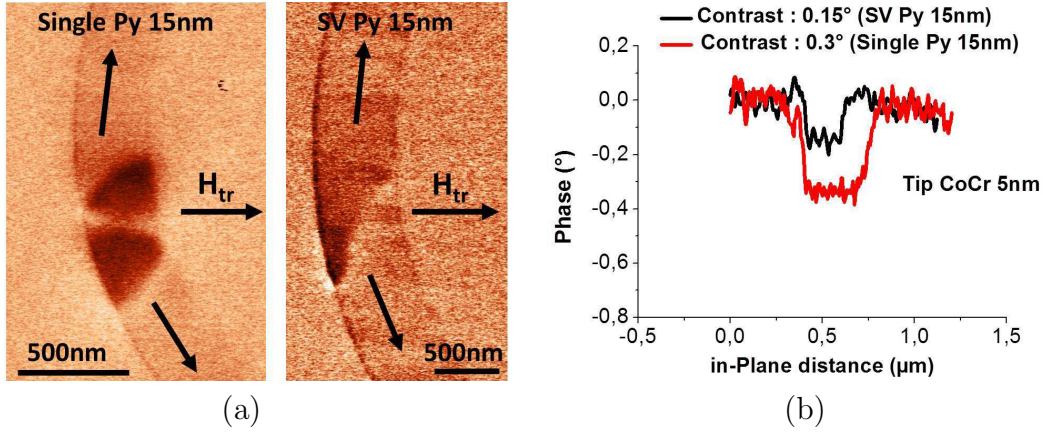 Single Py 15nm
H_tr
500nm
SV Py 15nm
H_tr
500nm
(a)
Contrast : 0.15° (SV Py 15nm)
Contrast : 0.3° (Single Py 15nm)
0,2
0,0
-0,2
-0,4
-0,6
-0,8
Phase (°)
Tip CoCr 5nm
-0,5
0,0
0,5
1,0
1,5
in-Plane distance (µm)
(b)